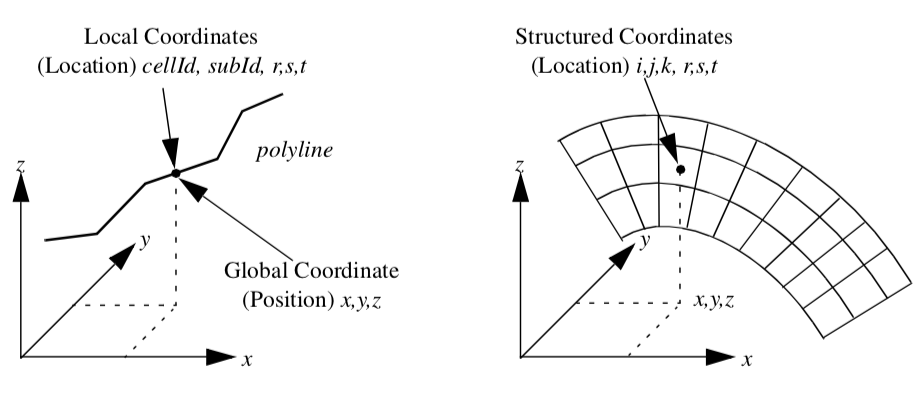 Local Coordinates
(Location) cellId, subId, r,s,t
polyline
z
y
Global Coordinate
(Position) x,y,z
x
Structured Coordinates
(Location) i,j,k, r,s,t
z
y
x,y,z
x